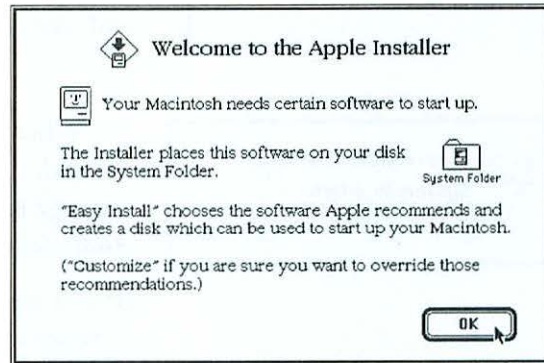 Welcome to the Apple Installer
Your Macintosh needs certain software to start up.
The Installer places this software on your disk
in the System Folder.
System Folder
"Easy Install" chooses the software Apple recommends and
creates a disk which can be used to start up your Macintosh.
("Customize" if you are sure you want to override those
recommendations.)
OK